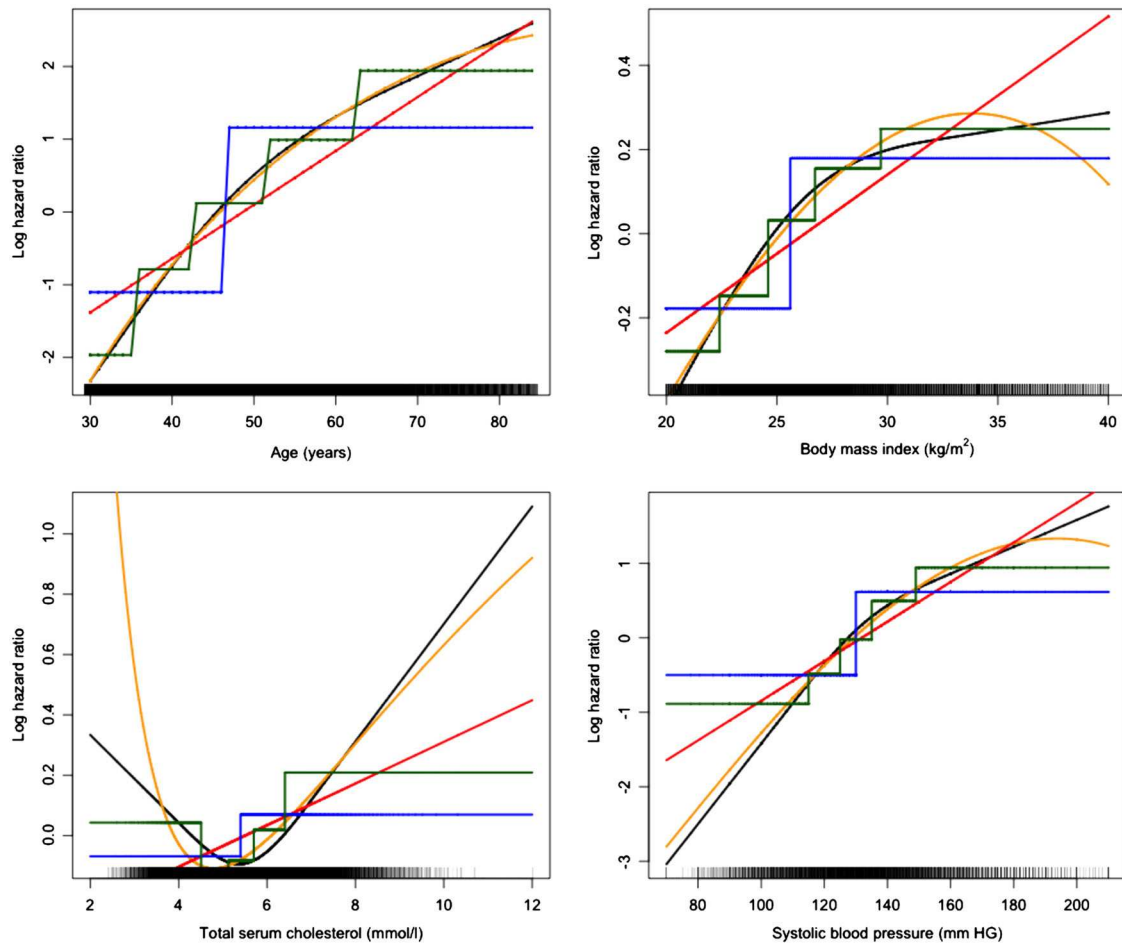 Log hazard ratio
2
1
0
-1
-2
30 40 50 60 70 80
Age (years)
Log hazard ratio
0.4
0.2
0.0
-0.2
20 25 30 35 40
Body mass index (kg/m²)
Log hazard ratio
1.0
0.8
0.6
0.4
0.2
0.0
2 4 6 8 10 12
Total serum cholesterol (mmol/l)
Log hazard ratio
1
0
-1
-2
-3
80 100 120 140 160 180 200
Systolic blood pressure (mm HG)